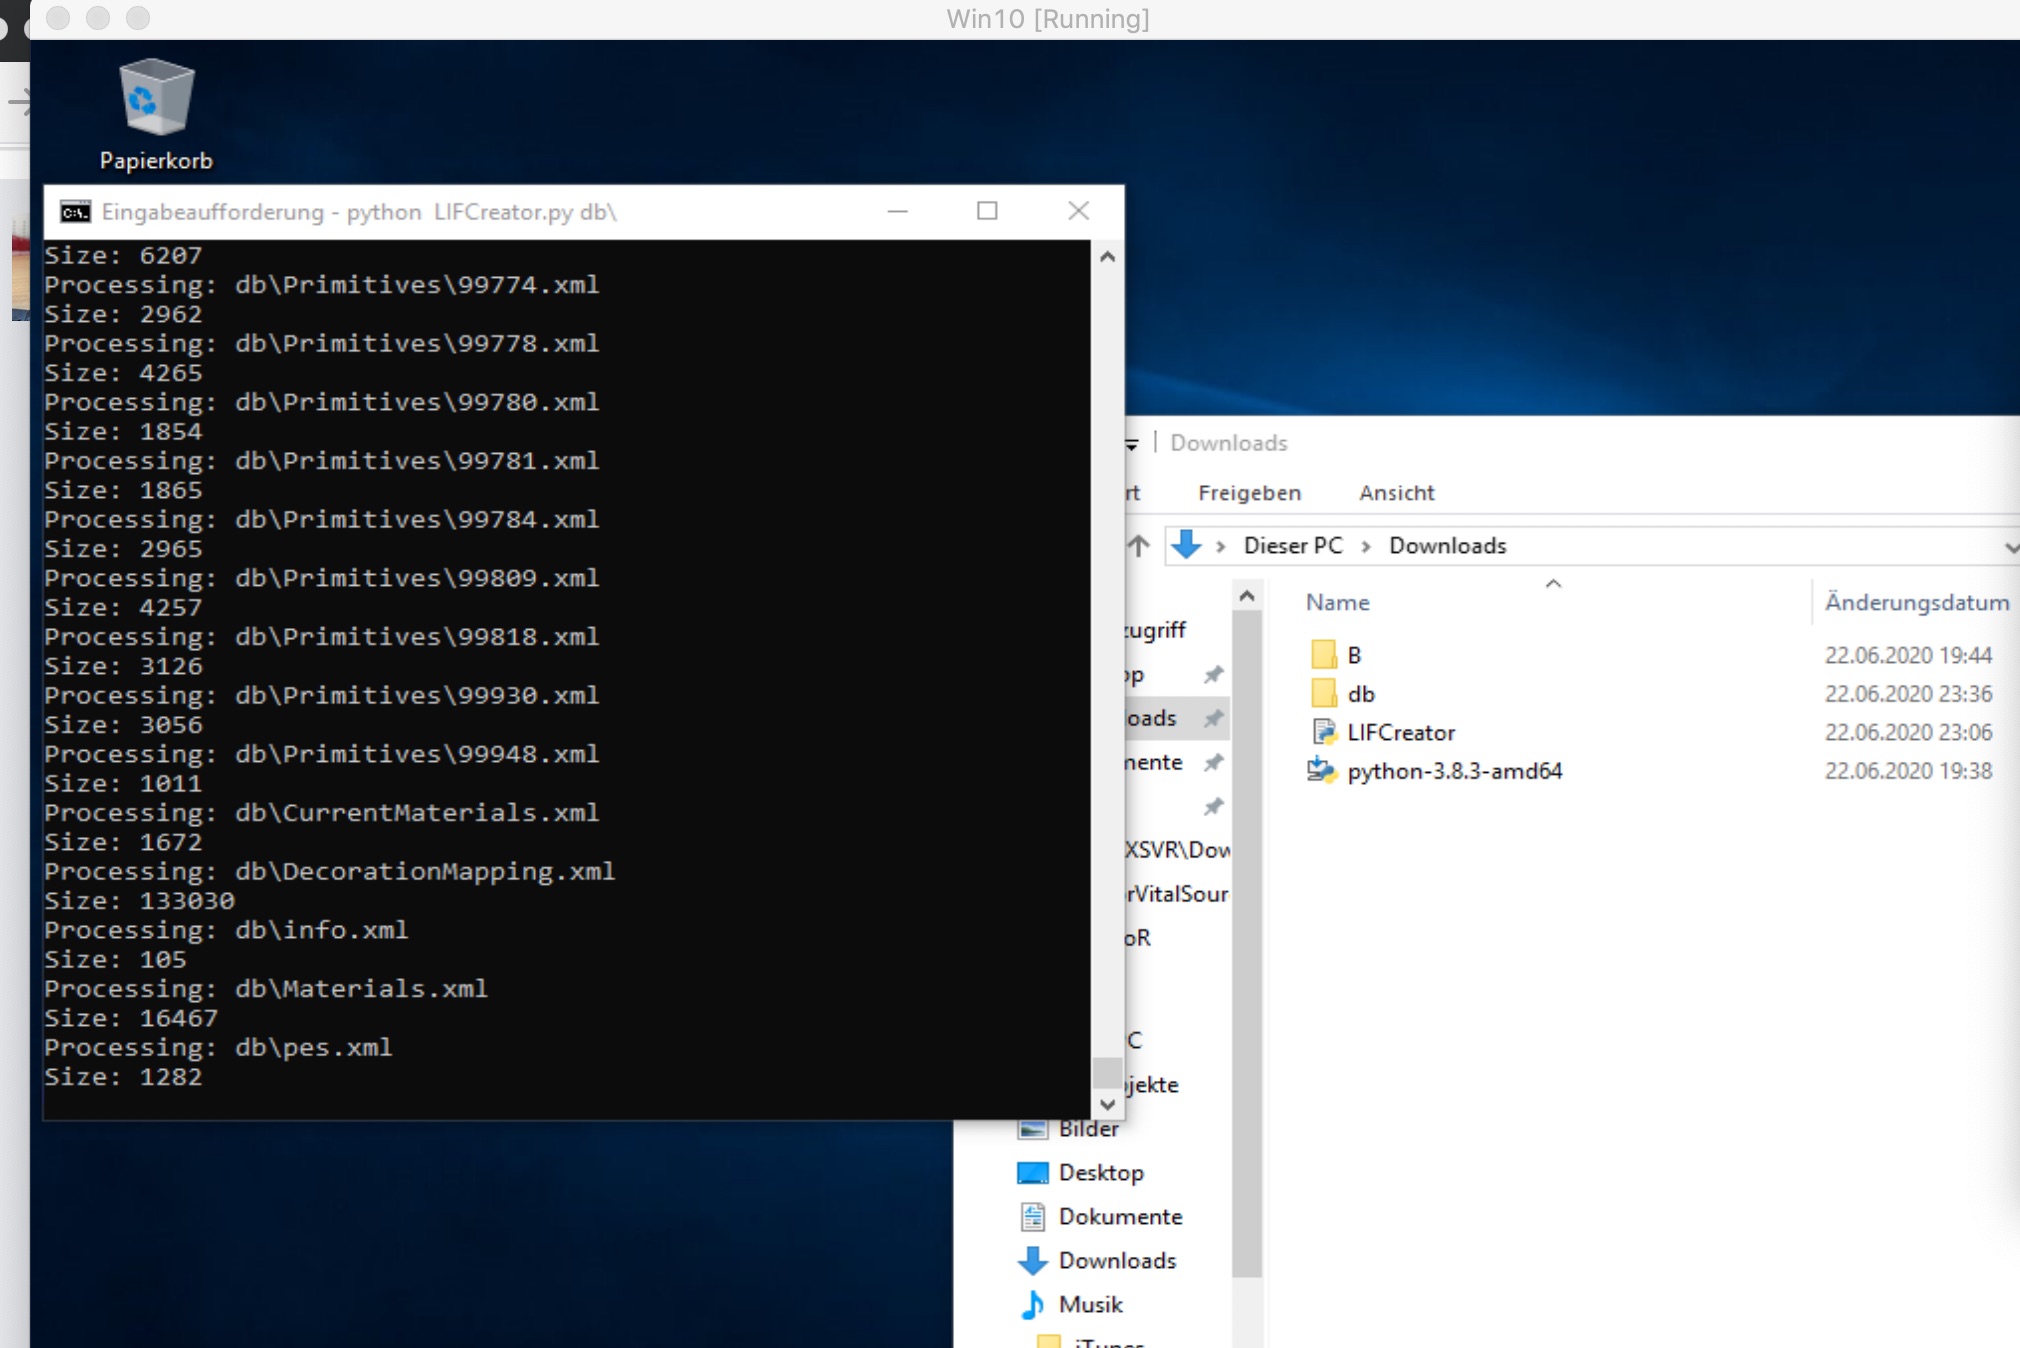 Win10 [Running]
Papierkorb
Eingabeaufforderung - python  LIFCreator.py db\
Size: 6207
Processing: db\Primitives\99774.xml
Size: 2962
Processing: db\Primitives\99778.xml
Size: 4265
Processing: db\Primitives\99780.xml
Size: 1854
Processing: db\Primitives\99781.xml
Size: 1865
Processing: db\Primitives\99784.xml
Size: 2965
Processing: db\Primitives\99809.xml
Size: 4257
Processing: db\Primitives\99818.xml
Size: 3126
Processing: db\Primitives\99930.xml
Size: 3056
Processing: db\Primitives\99948.xml
Size: 1011
Processing: db\CurrentMaterials.xml
Size: 1672
Processing: db\DecorationMapping.xml
Size: 133030
Processing: db\info.xml
Size: 105
Processing: db\Materials.xml
Size: 16467
Processing: db\pes.xml
Size: 1282
Downloads
rt Freigeben Ansicht
Dieser PC › Downloads
Name Änderungsdatum
B 22.06.2020 19:44
db 22.06.2020 23:36
LIFCreator 22.06.2020 23:06
python-3.8.3-amd64 22.06.2020 19:38
zugriff
op
loads
mente
XSVR\Dow
rVitalSour
oR
C
jekte
Bilder
Desktop
Dokumente
Downloads
Musik
iTunes